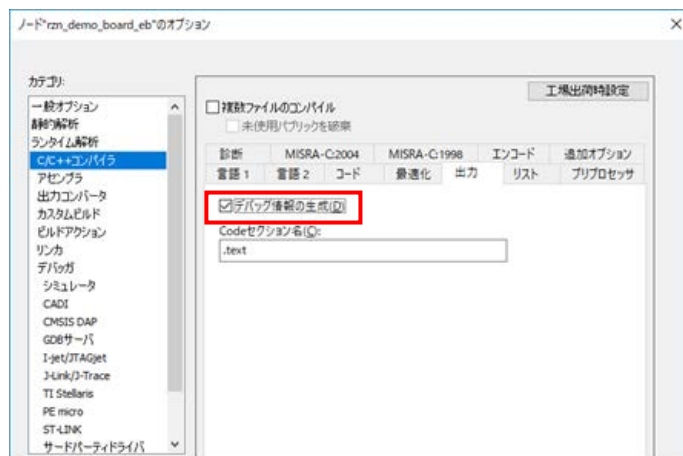 ノード"rzn_demo_board_eb"のオプション
カテゴリ:
一般オプション
静的解析
ランタイム解析
C/C++コンパイラ
アセンブラ
出力コンバータ
カスタムビルド
ビルドアクション
リンカ
デバッガ
シミュレータ
CADI
CMSIS DAP
GDBサーバ
I-jet/JTAGjet
J-Link/J-Trace
TI Stellaris
PE micro
ST-LINK
サードパーティドライバ
工場出荷時設定
複数ファイルのコンパイル
未使用パブリックを破棄
診断 MISRA-C:2004 MISRA-C:1998 エンコード 追加オプション
言語 1 言語 2 コード 最適化 出力 リスト プリプロセッサ
デバッグ情報の生成(D)
Codeセクション名(C):
.text